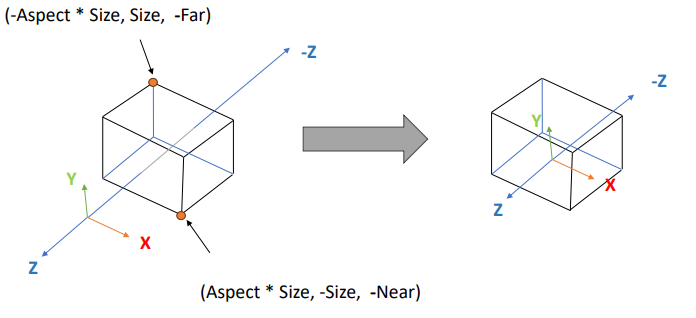 (-Aspect * Size, Size, -Far)
-Z
-Z
Y
Y
X
X
Z
Z
(Aspect * Size, -Size, -Near)